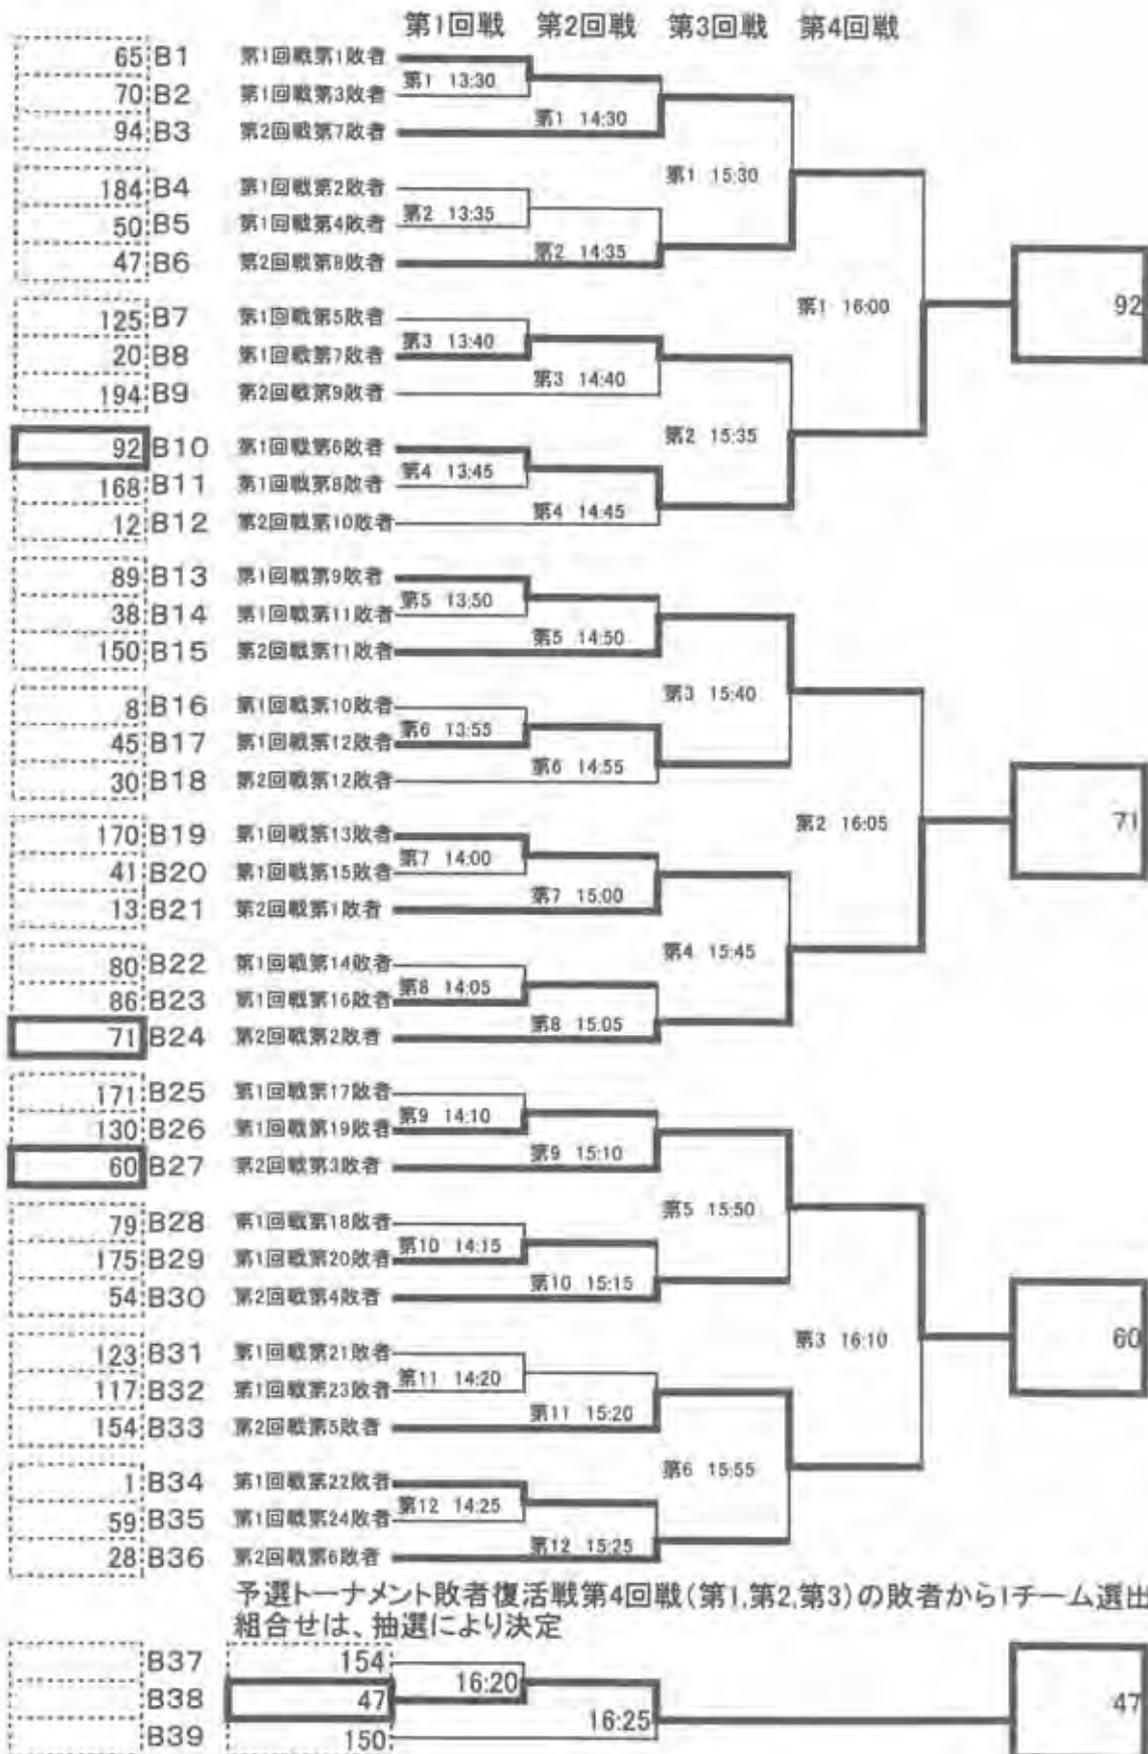 第1回戦 第2回戦 第3回戦 第4回戦
65 B1 第1回戦第1敗者
第1 13:30
70 B2 第1回戦第3敗者
第1 14:30
94 B3 第2回戦第7敗者
第1 15:30
184 B4 第1回戦第2敗者
第2 13:35
50 B5 第1回戦第4敗者
第2 14:35
47 B6 第2回戦第8敗者
第1 16:00 92
125 B7 第1回戦第5敗者
第3 13:40
20 B8 第1回戦第7敗者
第3 14:40
194 B9 第2回戦第9敗者
第2 15:35
92 B10 第1回戦第6敗者
第4 13:45
168 B11 第1回戦第8敗者
第4 14:45
12 B12 第2回戦第10敗者
89 B13 第1回戦第9敗者
第5 13:50
38 B14 第1回戦第11敗者
第5 14:50
150 B15 第2回戦第11敗者
第3 15:40
8 B16 第1回戦第10敗者
第6 13:55
45 B17 第1回戦第12敗者
第6 14:55
30 B18 第2回戦第12敗者
第2 16:05 71
170 B19 第1回戦第13敗者
第7 14:00
41 B20 第1回戦第15敗者
第7 15:00
13 B21 第2回戦第1敗者
第4 15:45
80 B22 第1回戦第14敗者
第8 14:05
86 B23 第1回戦第16敗者
第8 15:05
71 B24 第2回戦第2敗者
171 B25 第1回戦第17敗者
第9 14:10
130 B26 第1回戦第19敗者
第9 15:10
60 B27 第2回戦第3敗者
第5 15:50
79 B28 第1回戦第18敗者
第10 14:15
175 B29 第1回戦第20敗者
第10 15:15
54 B30 第2回戦第4敗者
第3 16:10 60
123 B31 第1回戦第21敗者
第11 14:20
117 B32 第1回戦第23敗者
第11 15:20
154 B33 第2回戦第5敗者
第6 15:55
1 B34 第1回戦第22敗者
第12 14:25
59 B35 第1回戦第24敗者
第12 15:25
28 B36 第2回戦第6敗者
予選トーナメント敗者復活戦第4回戦(第1,第2,第3)の敗者から1チーム選出
組合せは、抽選により決定
B37 154
16:20
B38 47
16:25 47
B39 150